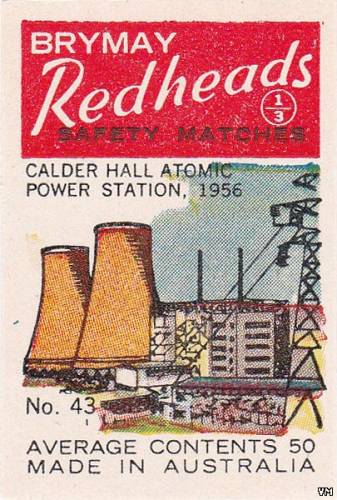 BRYMAY
Redheads
1/3
SAFETY MATCHES
CALDER HALL ATOMIC
POWER STATION, 1956
No. 43
AVERAGE CONTENTS 50
MADE IN AUSTRALIA
VM